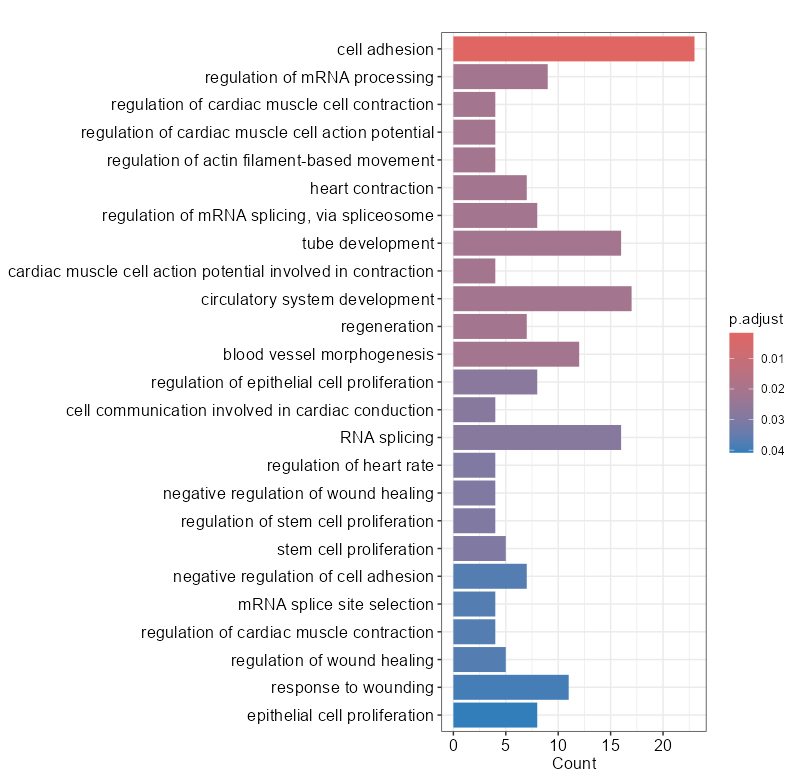 cell adhesion
regulation of mRNA processing
regulation of cardiac muscle cell contraction
regulation of cardiac muscle cell action potential
regulation of actin filament-based movement
heart contraction
regulation of mRNA splicing, via spliceosome
tube development
cardiac muscle cell action potential involved in contraction
circulatory system development
regeneration
blood vessel morphogenesis
regulation of epithelial cell proliferation
cell communication involved in cardiac conduction
RNA splicing
regulation of heart rate
negative regulation of wound healing
regulation of stem cell proliferation
stem cell proliferation
negative regulation of cell adhesion
mRNA splice site selection
regulation of cardiac muscle contraction
regulation of wound healing
response to wounding
epithelial cell proliferation
0 5 10 15 20
Count
p.adjust
0.01
0.02
0.03
0.04